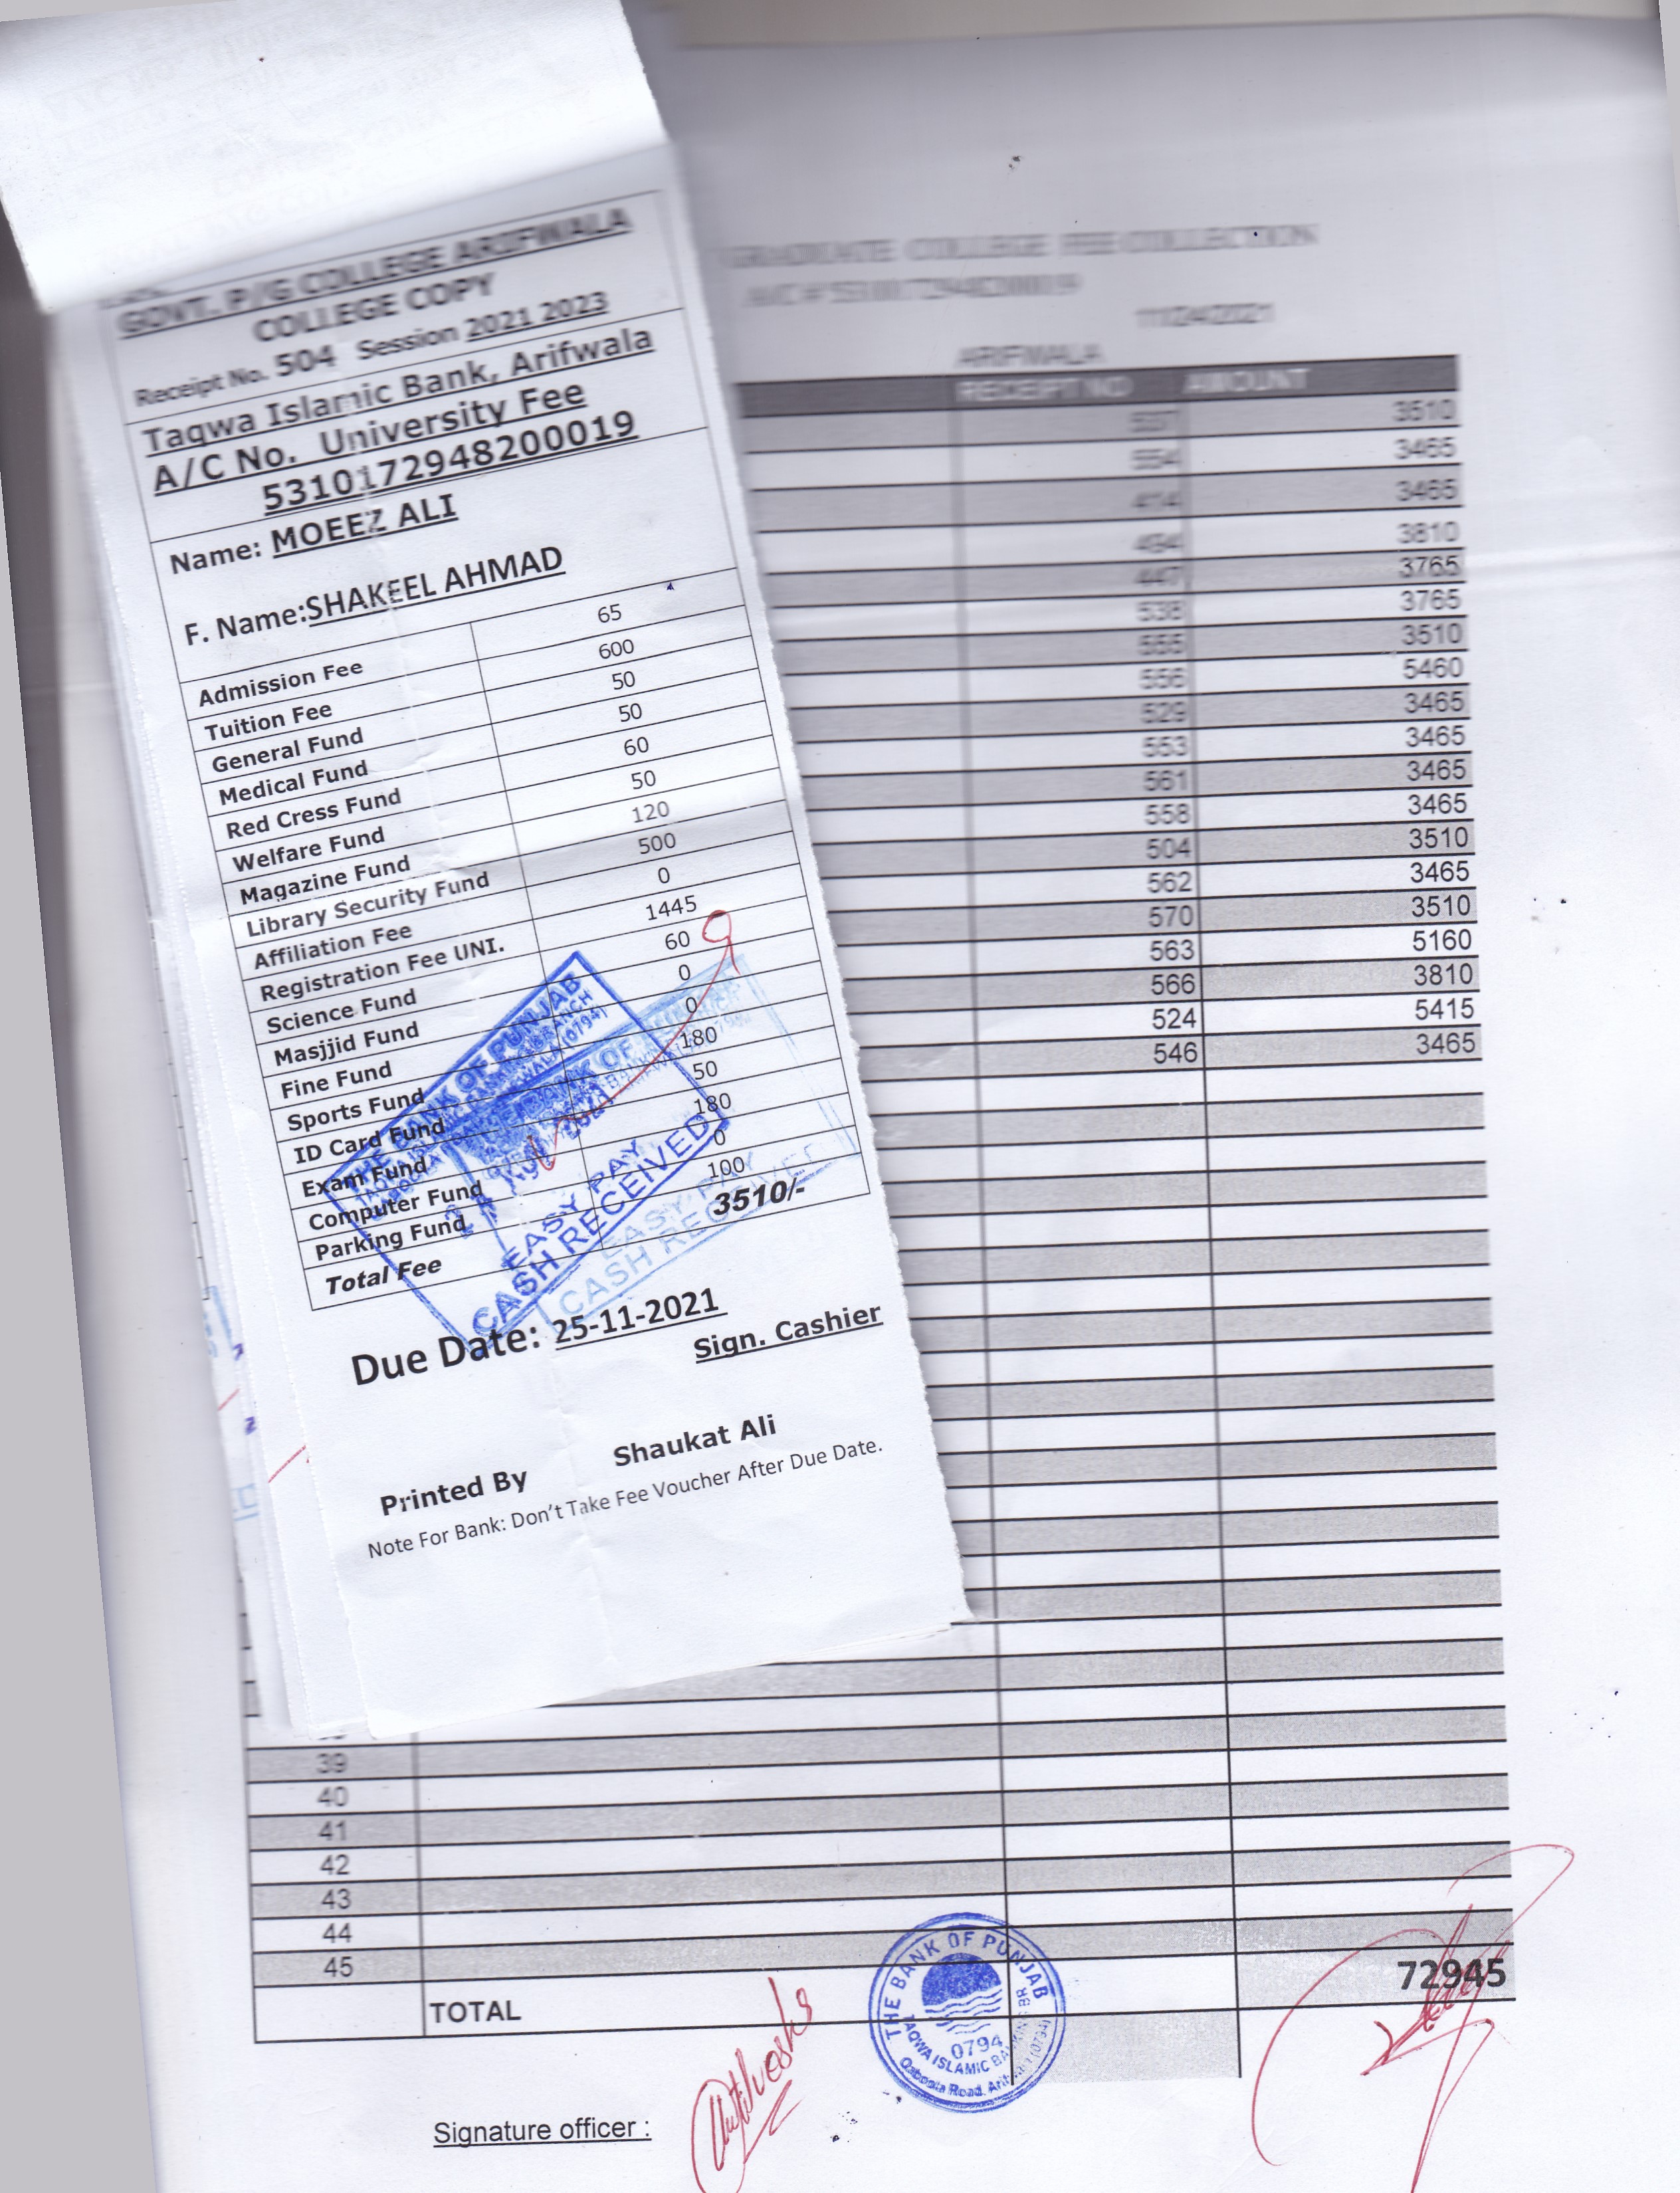 GOVT. P/G COLLEGE ARIFWALA
COLLEGE COPY
Receipt No. 504 Session 2021 2023
Taqwa Islamic Bank, Arifwala
A/C No. University Fee
5310172948200019
Name: MOEEZ ALI
F. Name:SHAKEEL AHMAD
Admission Fee 65
Tuition Fee 600
General Fund 50
Medical Fund 50
Red Cress Fund 60
Welfare Fund 50
Magazine Fund 120
Library Security Fund 500
Affiliation Fee 0
Registration Fee UNI. 1445
Science Fund 60
Masjjid Fund 0
Fine Fund 0
Sports Fund 180
ID Card Fund 50
Exam Fund 180
Computer Fund 0
Parking Fund 100
Total Fee 3510/-
THE BANK OF PUNJAB
EASY PAY
CASH RECEIVED
EASY PAY
CASH RECEIVED
Due Date: 25-11-2021
Sign. Cashier
Printed By Shaukat Ali
Note For Bank: Don't Take Fee Voucher After Due Date.
GRADUATE COLLEGE FEE COLLECTION
ARIFWALA
RECEIPT NO AMOUNT
537 3510
554 3465
414 3465
494 3810
447 3765
538 3765
555 3510
556 5460
529 3465
553 3465
561 3465
558 3465
504 3510
562 3465
570 3510
563 5160
566 3810
524 5415
546 3465
39
40
41
42
43
44
45
TOTAL 72945
THE BANK OF PUNJAB
0794
TAQWA ISLAMIC BANKING BR
Qaboola Road, Arifwala (0794)
Signature officer :